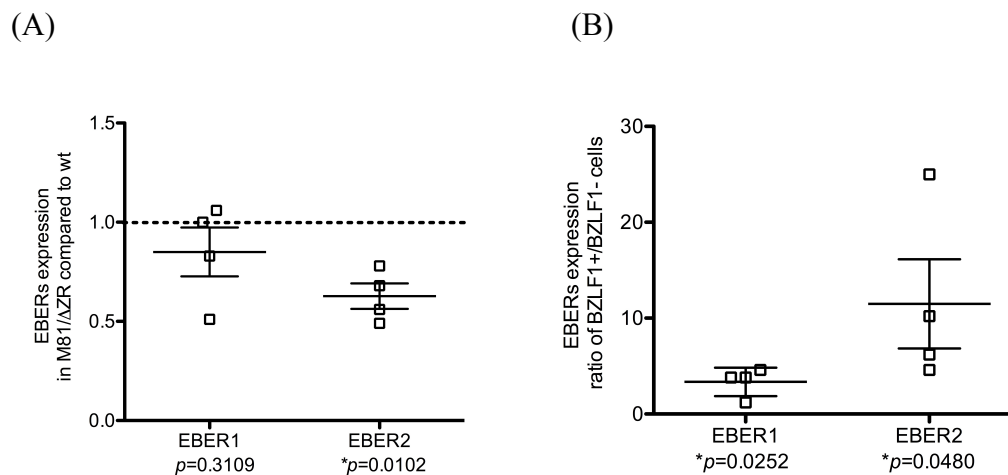 (A)
(B)
EBERs expression
in M81/ΔZR compared to wt
1.5
1.0
0.5
0.0
EBER1
EBER2
p=0.3109
*p=0.0102
EBERs expression
ratio of BZLF1+/BZLF1- cells
30
20
10
0
EBER1
EBER2
*p=0.0252
*p=0.0480